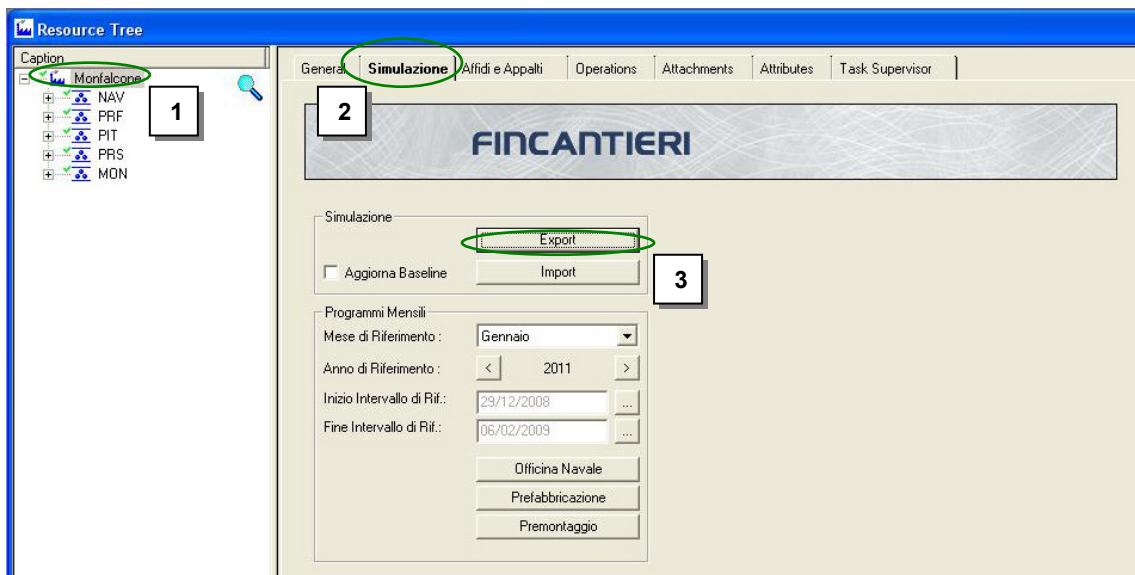 Resource Tree
Caption
Monfalcone
NAV
PRF
PIT
PRS
MON
1
General Simulazione Affidi e Appalti Operations Attachments Attributes Task Supervisor
2
FINCANTIERI
Simulazione
Export
Aggiorna Baseline Import
3
Programmi Mensili
Mese di Riferimento : Gennaio
Anno di Riferimento : < 2011 >
Inizio Intervallo di Rif.: 29/12/2008 ...
Fine Intervallo di Rif.: 06/02/2009 ...
Officina Navale
Prefabbricazione
Premontaggio